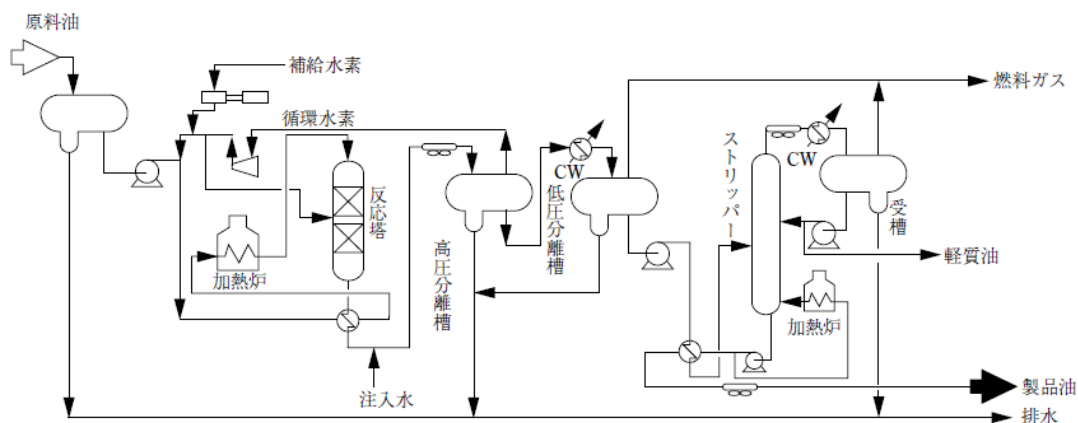 原料油
補給水素
燃料ガス
循環水素
CW
CW
ストリッパー
反応塔
低圧分離槽
受槽
高圧分離槽
軽質油
加熱炉
加熱炉
注入水
製品油
排水